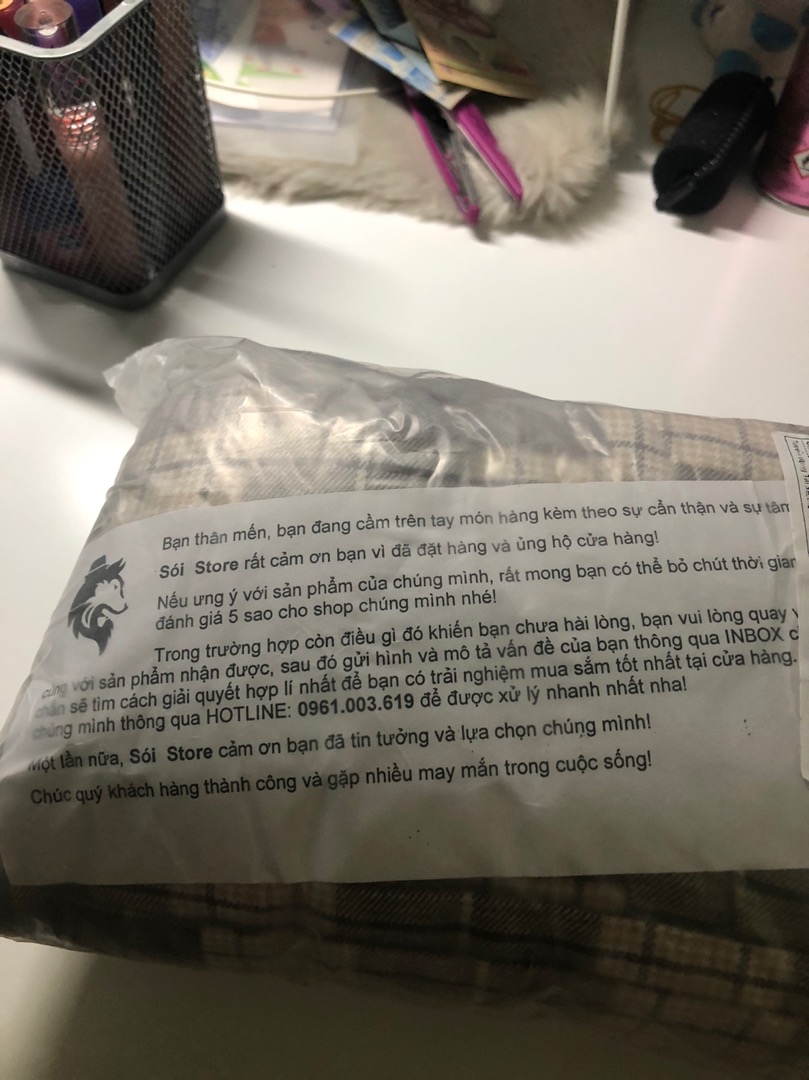 Bạn thân mến, bạn đang cầm trên tay món hàng kèm theo sự cẩn thận và sự tâm
Sói Store rất cảm ơn bạn vì đã đặt hàng và ủng hộ cửa hàng!
Nếu ưng ý với sản phẩm của chúng mình, rất mong bạn có thể bỏ chút thời gian
đánh giá 5 sao cho shop chúng mình nhé!
Trong trường hợp còn điều gì đó khiến bạn chưa hài lòng, bạn vui lòng quay
cùng với sản phẩm nhận được, sau đó gửi hình và mô tả vấn đề của bạn thông qua INBOX
chắn sẽ tìm cách giải quyết hợp lí nhất để bạn có trải nghiệm mua sắm tốt nhất tại cửa hàng.
chúng mình thông qua HOTLINE: 0961.003.619 để được xử lý nhanh nhất nha!
Một lần nữa, Sói Store cảm ơn bạn đã tin tưởng và lựa chọn chúng mình!
Chúc quý khách hàng thành công và gặp nhiều may mắn trong cuộc sống!